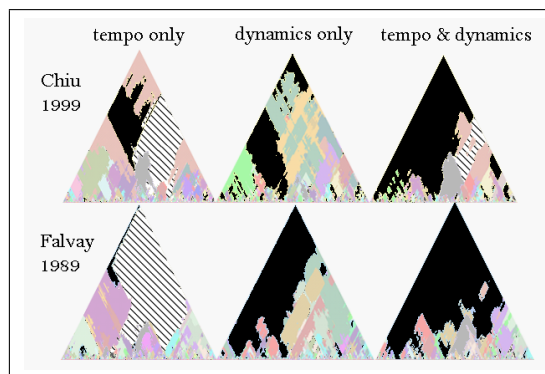 tempo only dynamics only tempo & dynamics
Chiu
1999
Falvay
1989